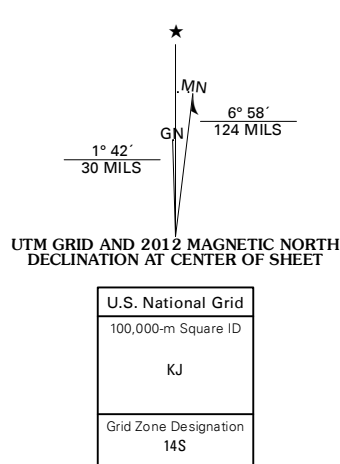 ★
MN
GN
6° 58´
124 MILS
1° 42´
30 MILS
UTM GRID AND 2012 MAGNETIC NORTH
DECLINATION AT CENTER OF SHEET
U.S. National Grid
100,000-m Square ID
KJ
Grid Zone Designation
14S